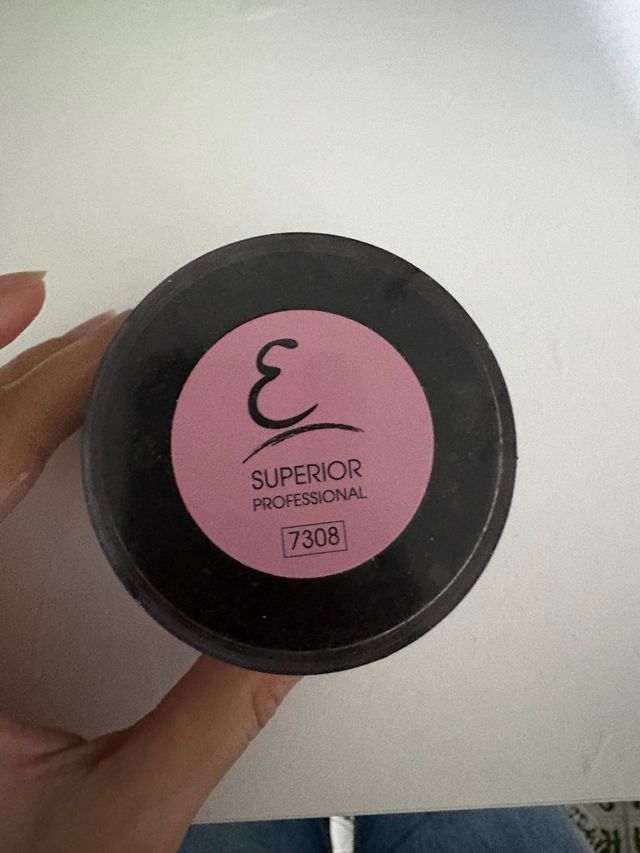 E
SUPERIOR
PROFESSIONAL
7308